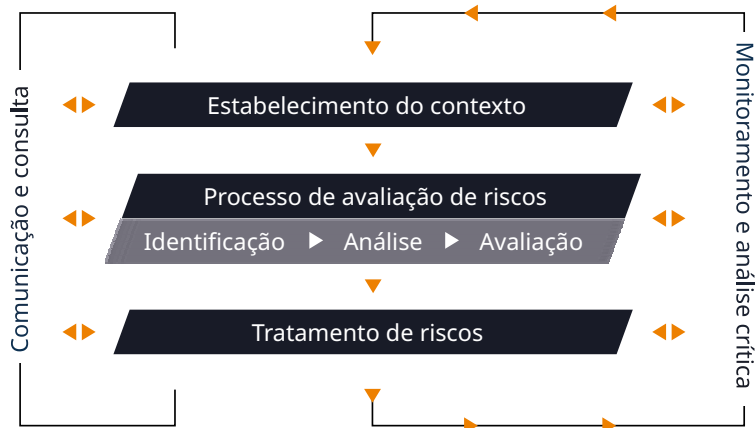 Comunicação e consulta
Estabelecimento do contexto
Processo de avaliação de riscos
Identificação Análise Avaliação
Tratamento de riscos
Monitoramento e análise crítica